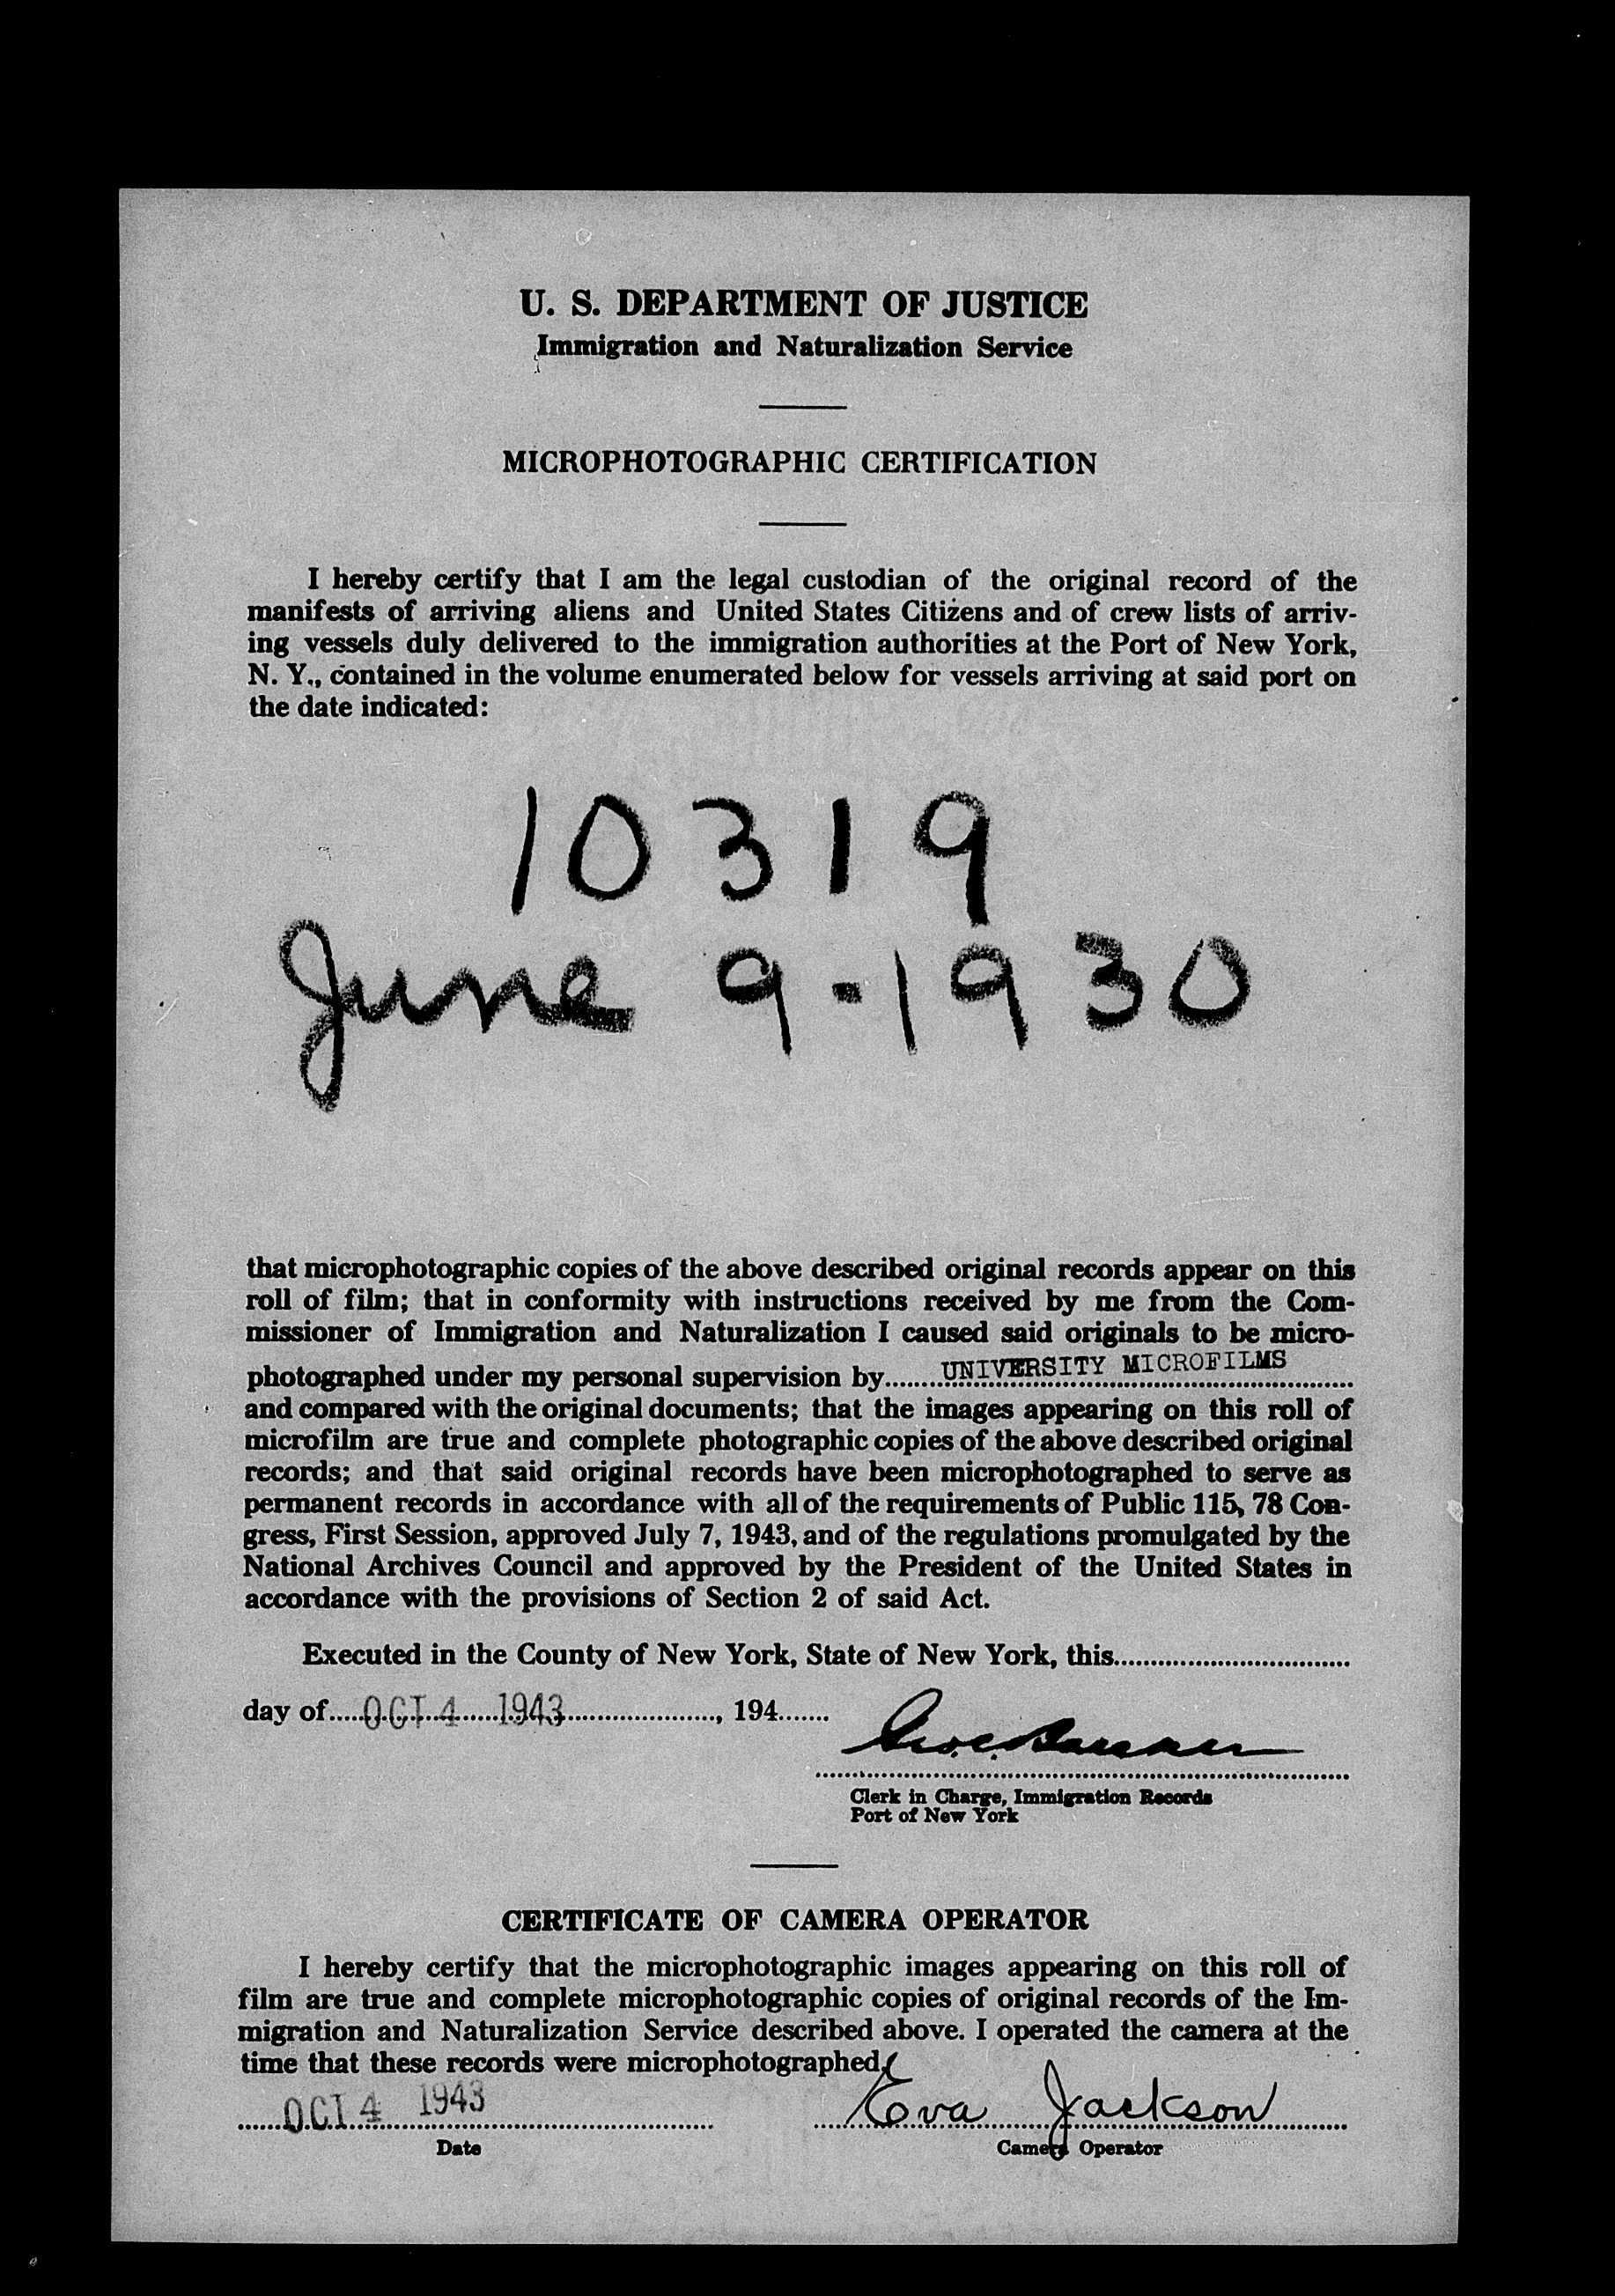 U. S. DEPARTMENT OF JUSTICE
Immigration and Naturalization Service
MICROPHOTOGRAPHIC CERTIFICATION
I hereby certify that I am the legal custodian of the original record of the
manifests of arriving aliens and United States Citizens and of crew lists of arriv-
ing vessels duly delivered to the immigration authorities at the Port of New York,
N. Y., contained in the volume enumerated below for vessels arriving at said port on
the date indicated:
10319
June 9-1930
that microphotographic copies of the above described original records appear on this
roll of film; that in conformity with instructions received by me from the Com-
missioner of Immigration and Naturalization I caused said originals to be micro-
photographed under my personal supervision by........UNIVERSITY MICROFILMS
and compared with the original documents; that the images appearing on this roll of
microfilm are true and complete photographic copies of the above described original
records; and that said original records have been microphotographed to serve as
permanent records in accordance with all of the requirements of Public 115, 78 Con-
gress, First Session, approved July 7, 1943, and of the regulations promulgated by the
National Archives Council and approved by the President of the United States in
accordance with the provisions of Section 2 of said Act.
Executed in the County of New York, State of New York, this................................
day of.....OCT 4 1943....................., 194.......
Clerk in Charge, Immigration Records
Port of New York
CERTIFICATE OF CAMERA OPERATOR
I hereby certify that the microphotographic images appearing on this roll of
film are true and complete microphotographic copies of original records of the Im-
migration and Naturalization Service described above. I operated the camera at the
time that these records were microphotographed.
OCT 4 1943 Eva Jackson
Date Camera Operator